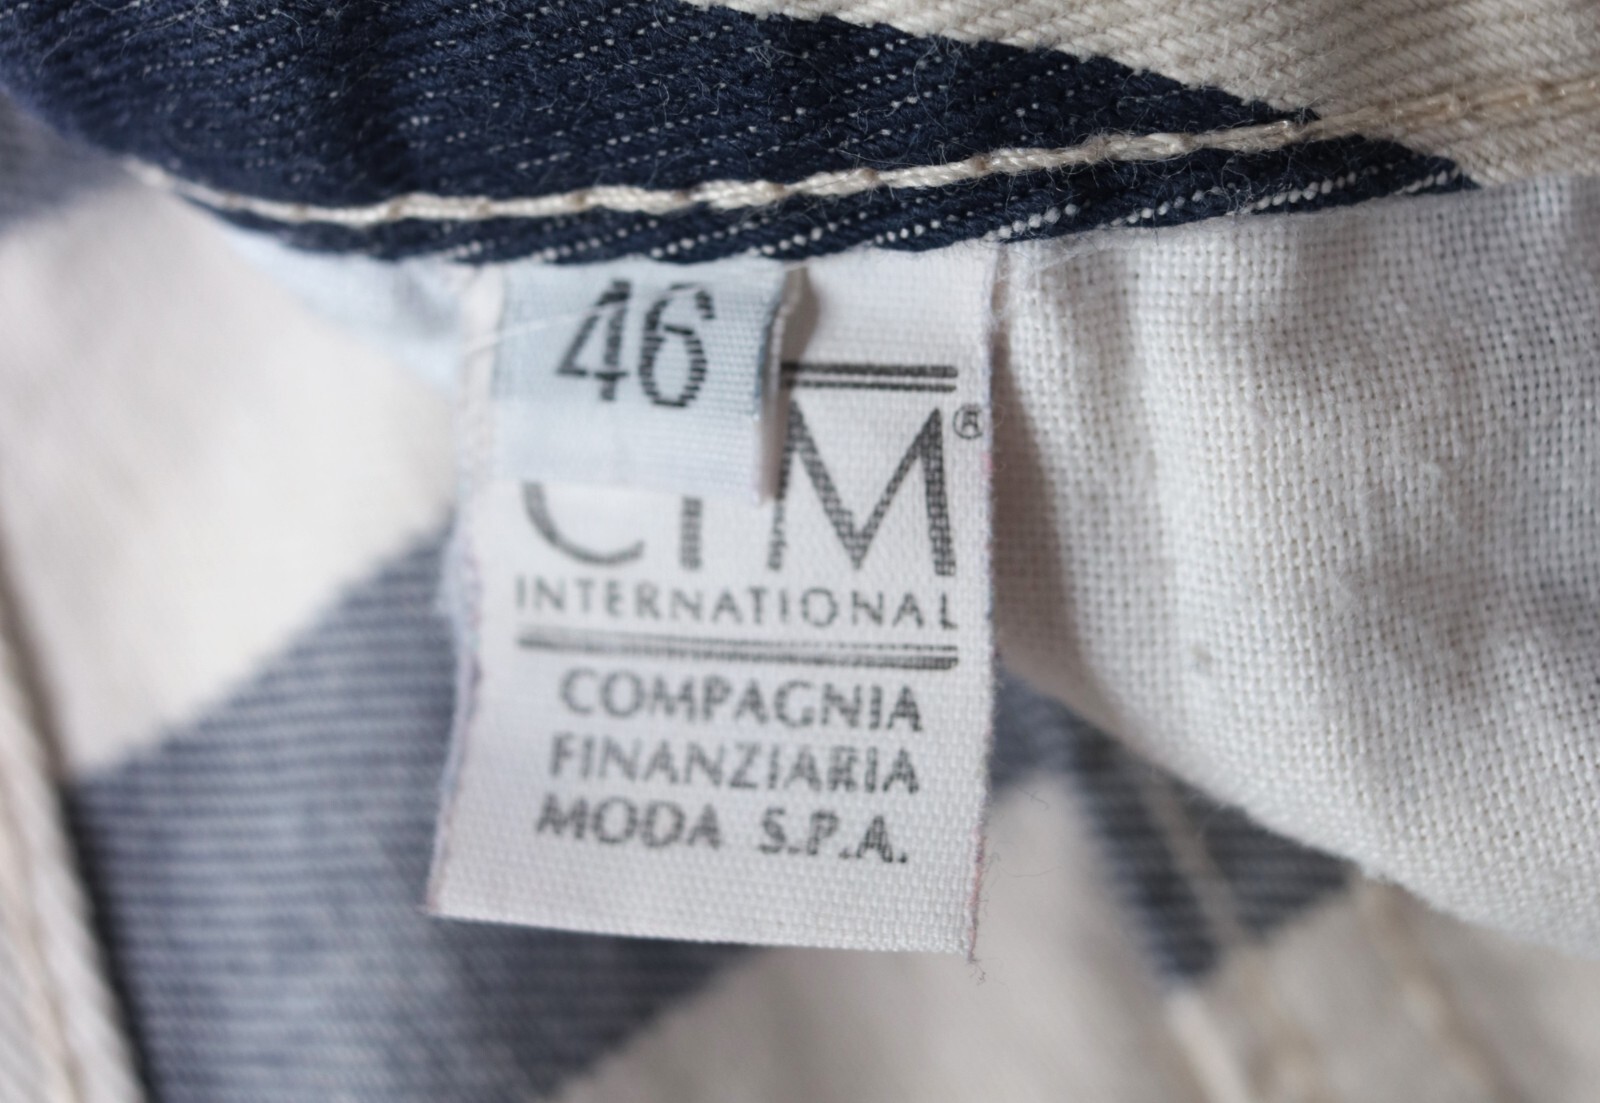 46
M®
INTERNATIONAL
COMPAGNIA
FINANZIARIA
MODA S.P.A.